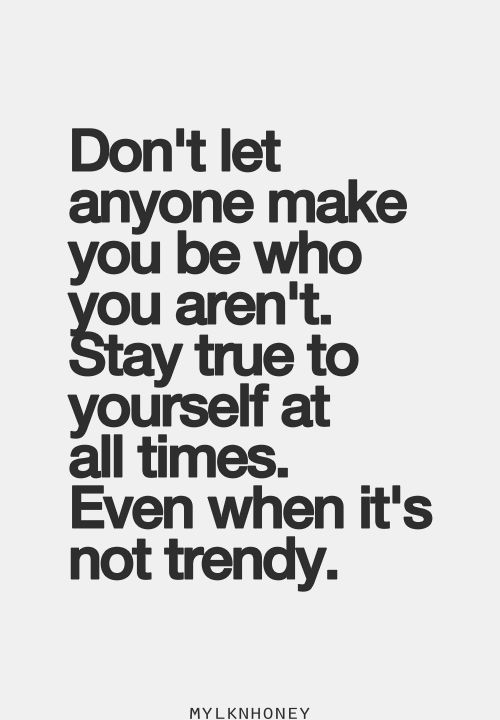 Don't let
anyone make
you be who
you aren't.
Stay true to
yourself at
all times.
Even when it's
not trendy.
MYLKNHONEY